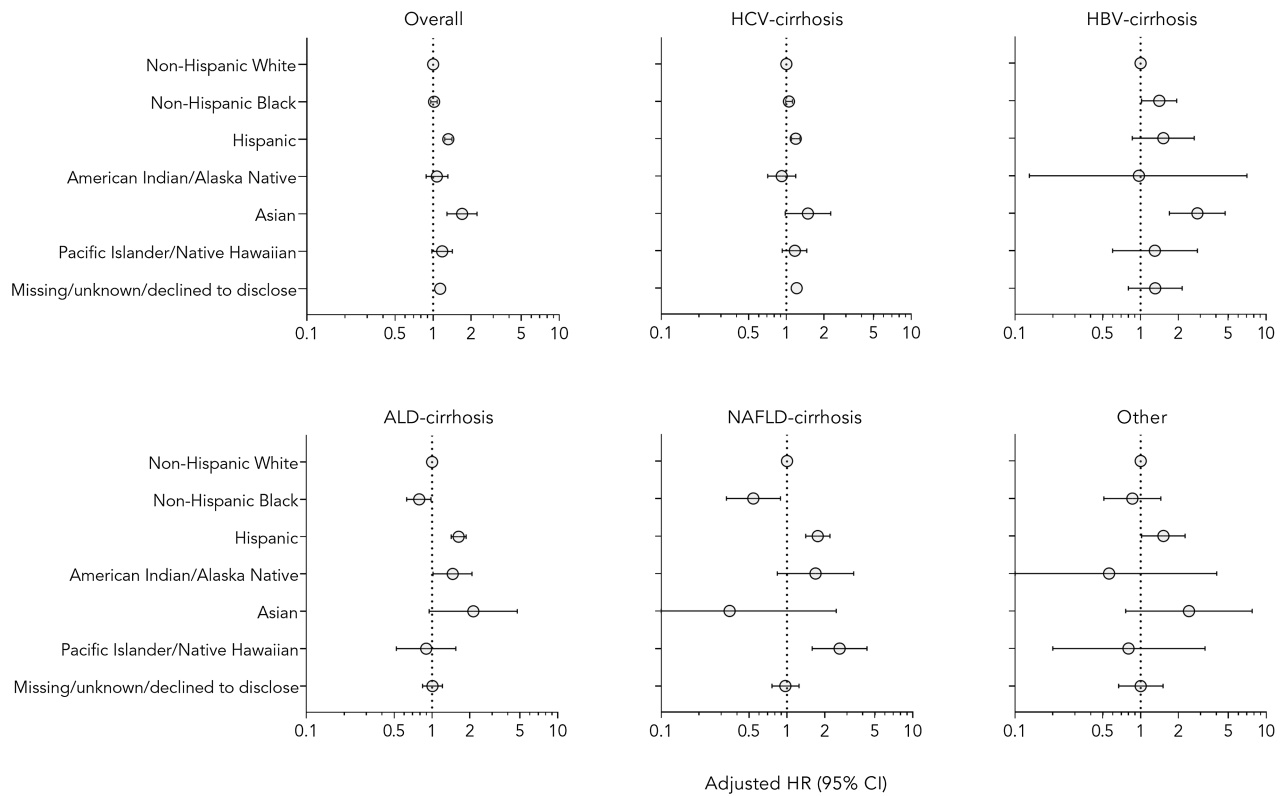 Overall
HCV-cirrhosis
HBV-cirrhosis
Non-Hispanic White
Non-Hispanic Black
Hispanic
American Indian/Alaska Native
Asian
Pacific Islander/Native Hawaiian
Missing/unknown/declined to disclose
0.1 0.5 1 2 5 10
0.1 0.5 1 2 5 10
0.1 0.5 1 2 5 10
ALD-cirrhosis
NAFLD-cirrhosis
Other
Non-Hispanic White
Non-Hispanic Black
Hispanic
American Indian/Alaska Native
Asian
Pacific Islander/Native Hawaiian
Missing/unknown/declined to disclose
0.1 0.5 1 2 5 10
0.1 0.5 1 2 5 10
0.1 0.5 1 2 5 10
Adjusted HR (95% CI)